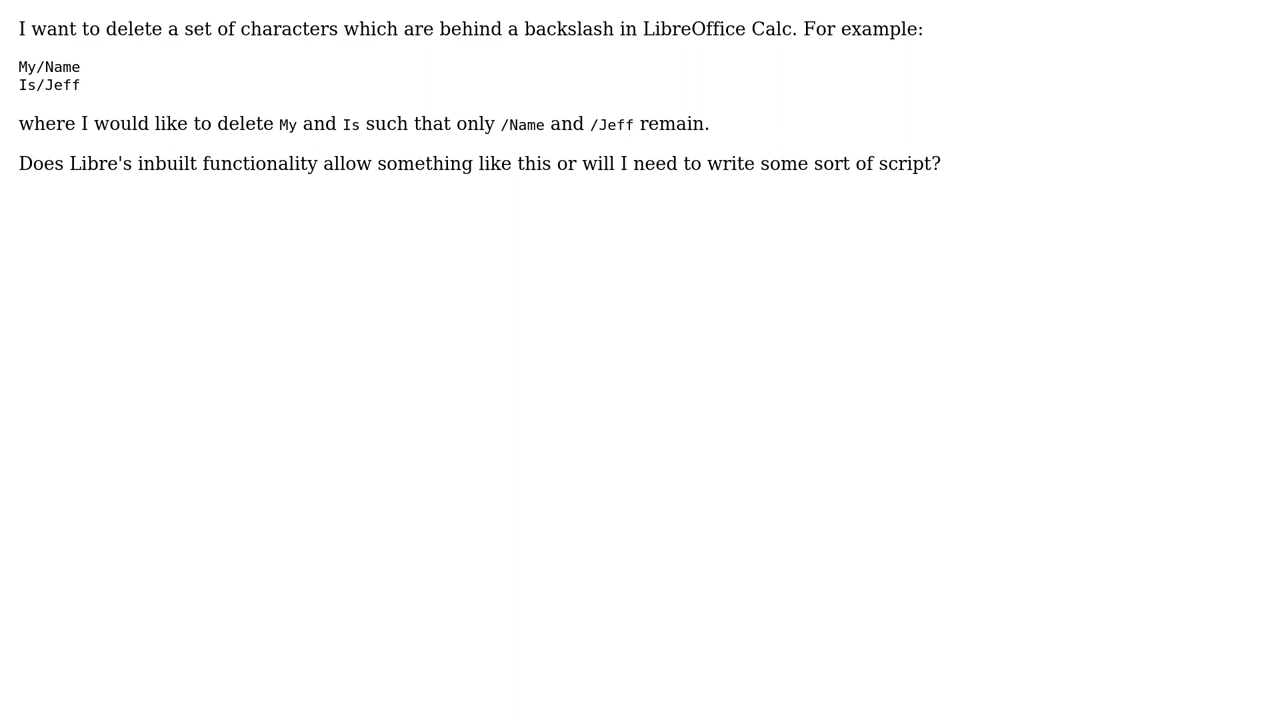 I want to delete a set of characters which are behind a backslash in LibreOffice Calc. For example:
My/Name
Is/Jeff
where I would like to delete My and Is such that only /Name and /Jeff remain.
Does Libre's inbuilt functionality allow something like this or will I need to write some sort of script?